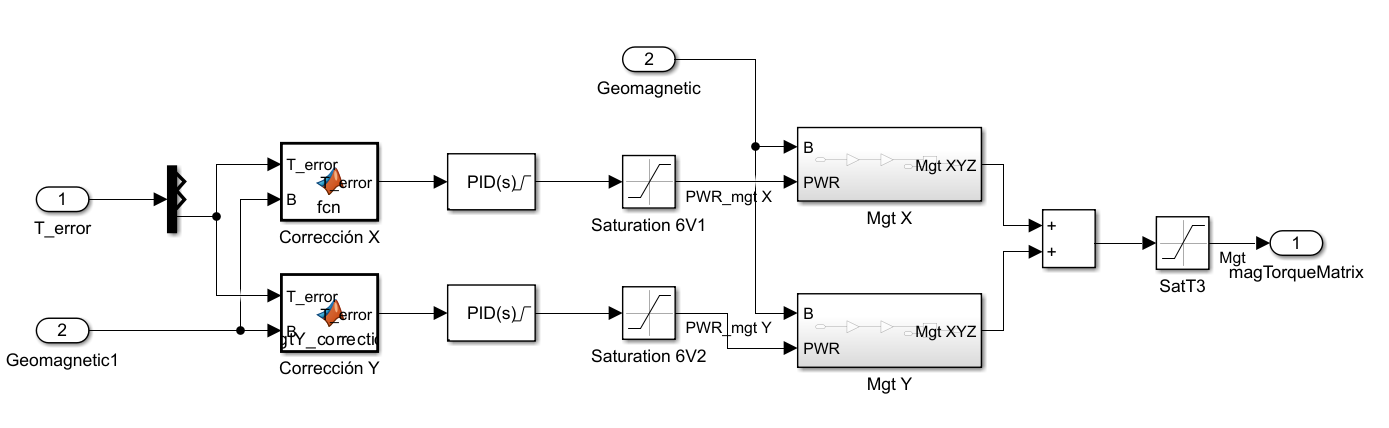 2
Geomagnetic
1
T_error
T_error
T_error
B
fcn
Corrección X
PID(s)
Saturation 6V1
PWR_mgt X
B
PWR
Mgt XYZ
Mgt X
+
+
SatT3
Mgt
1
magTorqueMatrix
2
Geomagnetic1
T_error
T_error
B
gtY_correctic
Corrección Y
PID(s)
Saturation 6V2
PWR_mgt Y
B
PWR
Mgt XYZ
Mgt Y